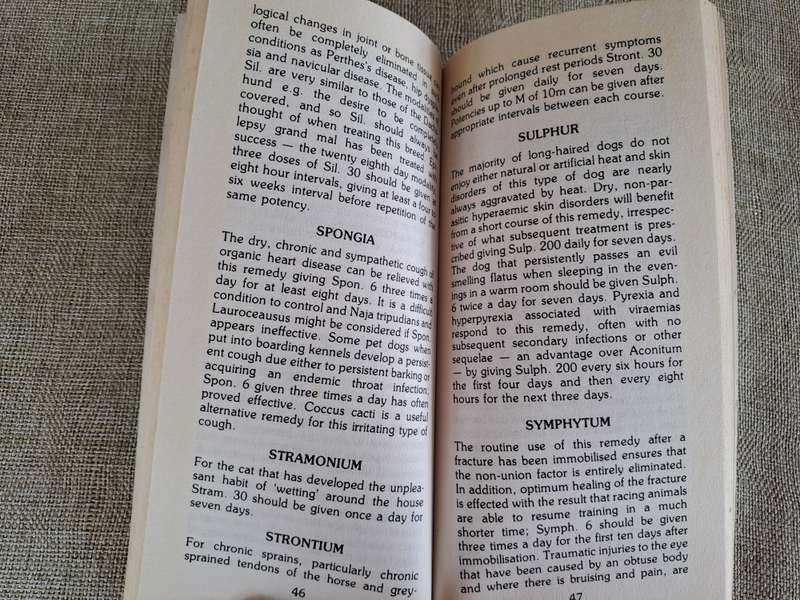 logical changes in joint or bone tissue
often be completely eliminated in
conditions as Perthes's disease, hip
sia and navicular disease. The
Sil. are very similar to those of the
hund e.g. the desire to be
covered, and so Sil. should always be
thought of when treating this breed.
lepsy grand mal has been treated with
success — the twenty eighth day
three doses of Sil. 30 should be given at
eight hour intervals, giving at least a four to
six weeks interval before repetition of the
same potency.
SPONGIA
The dry, chronic and sympathetic cough of
organic heart disease can be relieved with
this remedy giving Spon. 6 three times a
day for at least eight days. It is a difficult
condition to control and Naja tripudians and
Lauroceausus might be considered if Spon.
appears ineffective. Some pet dogs when
put into boarding kennels develop a persist-
ent cough due either to persistent barking or
acquiring an endemic throat infection;
Spon. 6 given three times a day has often
proved effective. Coccus cacti is a useful
alternative remedy for this irritating type of
cough.
STRAMONIUM
For the cat that has developed the unplea-
sant habit of 'wetting' around the house
Stram. 30 should be given once a day for
seven days.
STRONTIUM
For chronic sprains, particularly chronic
sprained tendons of the horse and grey-
46
hound which cause recurrent symptoms
even after prolonged rest periods Stront. 30
should be given daily for seven days.
Potencies up to M of 10m can be given after
appropriate intervals between each course.
SULPHUR
The majority of long-haired dogs do not
enjoy either natural or artificial heat and skin
disorders of this type of dog are nearly
always aggravated by heat. Dry, non-par-
asitic hyperaemic skin disorders will benefit
from a short course of this remedy, irrespec-
tive of what subsequent treatment is pres-
cribed giving Sulp. 200 daily for seven days.
The dog that persistently passes an evil
smelling flatus when sleeping in the even-
ings in a warm room should be given Sulph.
6 twice a day for seven days. Pyrexia and
hyperpyrexia associated with viraemias
respond to this remedy, often with no
subsequent secondary infections or other
sequelae — an advantage over Aconitum
— by giving Sulph. 200 every six hours for
the first four days and then every eight
hours for the next three days.
SYMPHYTUM
The routine use of this remedy after a
fracture has been immobilised ensures that
the non-union factor is entirely eliminated.
In addition, optimum healing of the fracture
is effected with the result that racing animals
are able to resume training in a much
shorter time; Symph. 6 should be given
three times a day for the first ten days after
immobilisation. Traumatic injuries to the eye
that have been caused by an obtuse body
and where there is bruising and pain, are
47